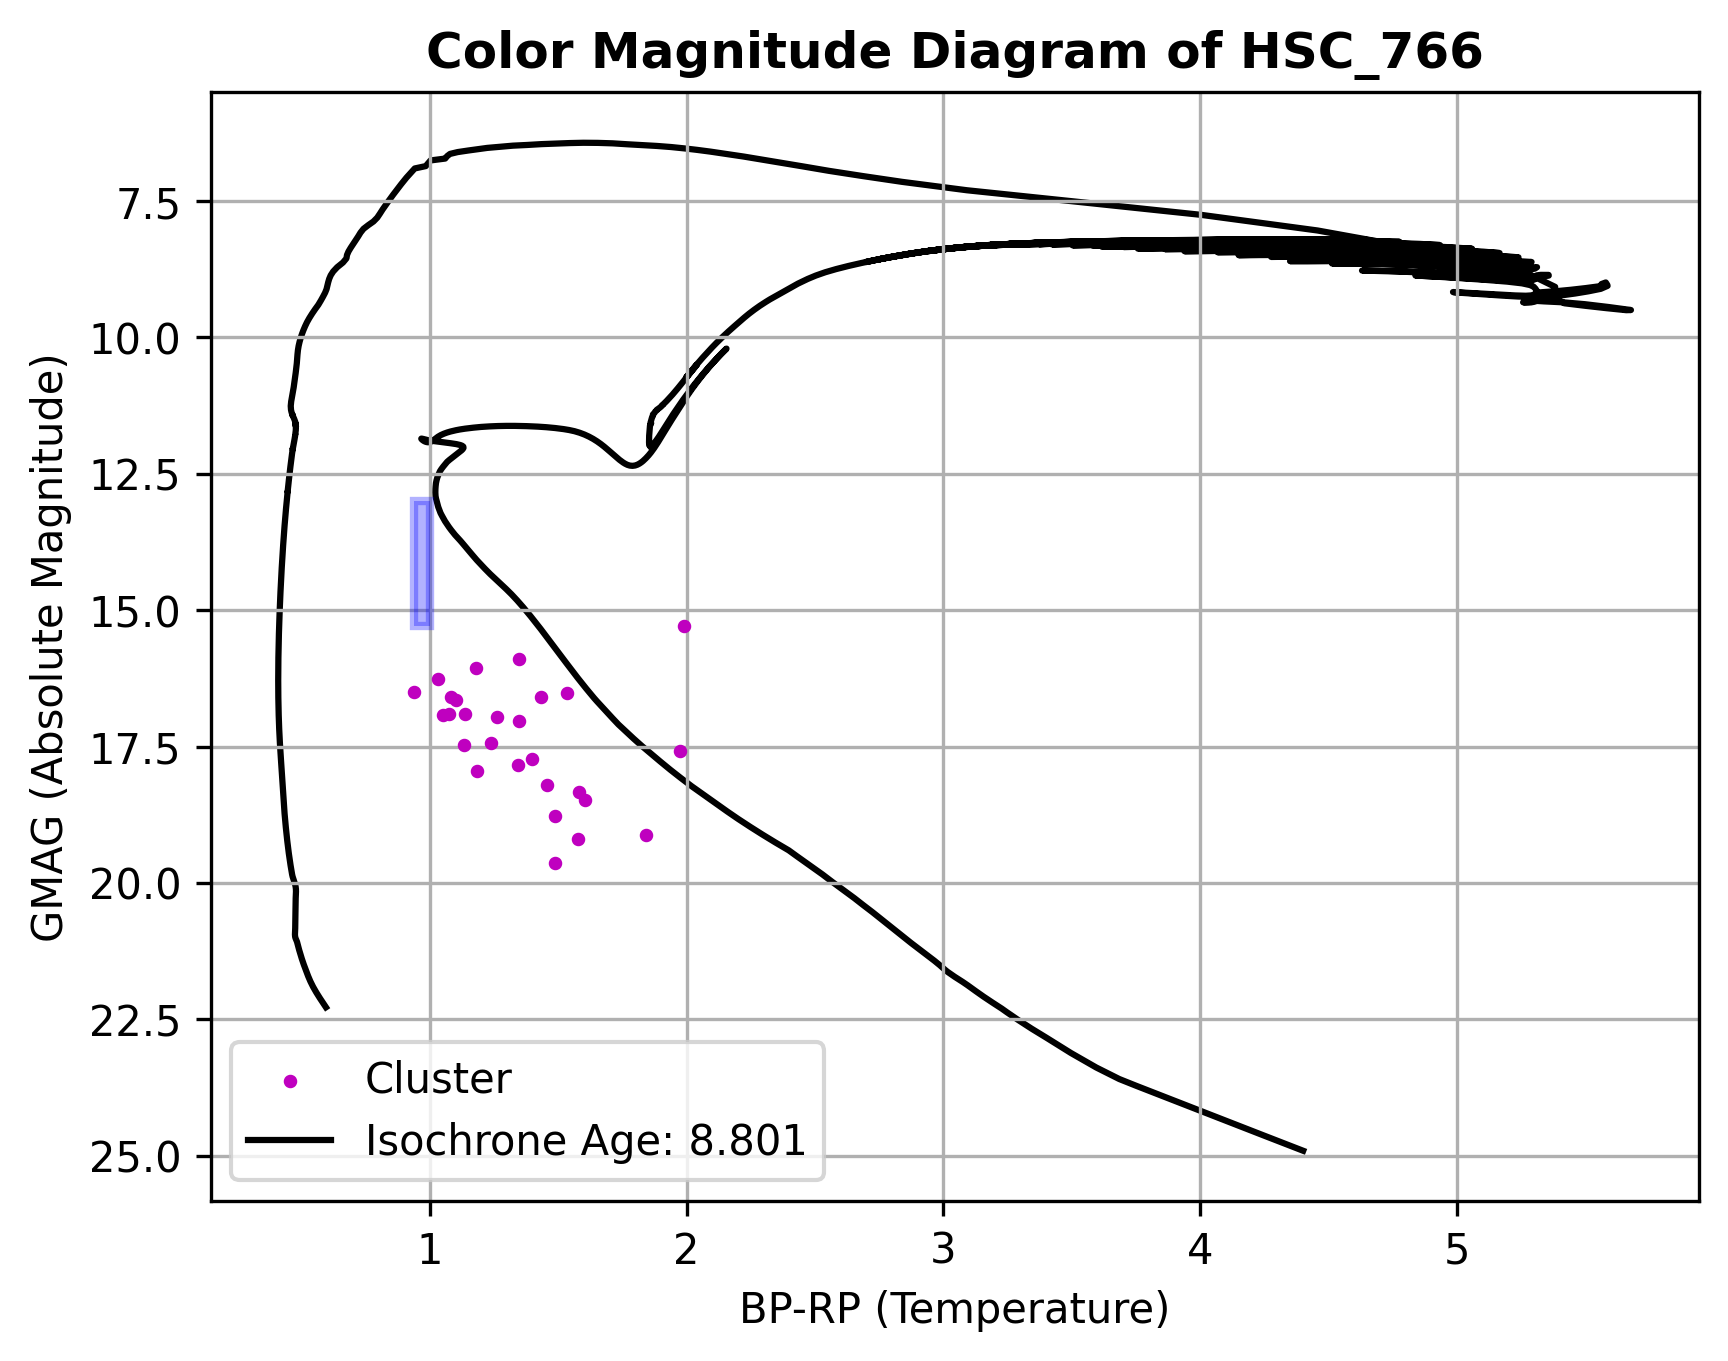 Color Magnitude Diagram of HSC_766
GMAG (Absolute Magnitude)
7.5
10.0
12.5
15.0
17.5
20.0
22.5
25.0
Cluster
Isochrone Age: 8.801
1 2 3 4 5
BP-RP (Temperature)